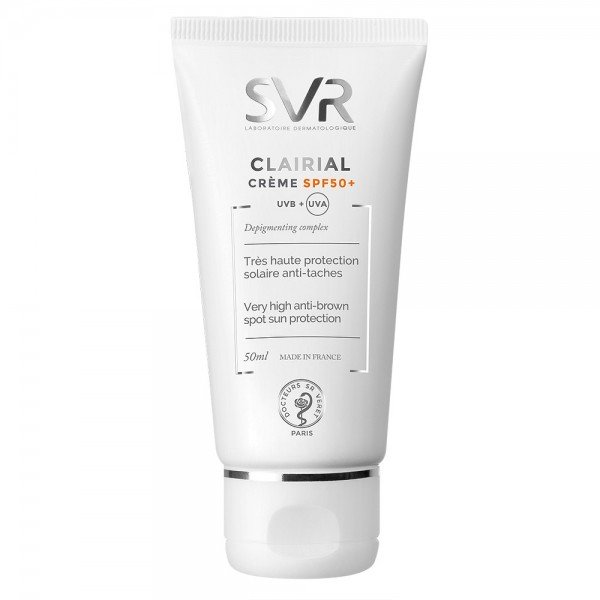 SVR
LABORATOIRE DERMATOLOGIQUE
CLAIRIAL
CRÈME SPF50+
UVB + UVA
Depigmenting complex
Très haute protection
solaire anti-taches
Very high anti-brown
spot sun protection
50ml MADE IN FRANCE
DOCTEURS SR VERET
PARIS